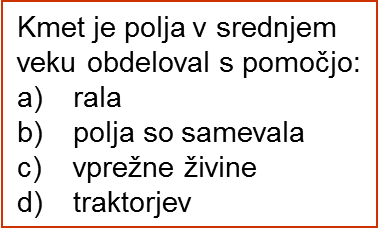 Kmet je polja v srednjem
veku obdeloval s pomočjo:
a) rala
b) polja so samevala
c) vprežne živine
d) traktorjev